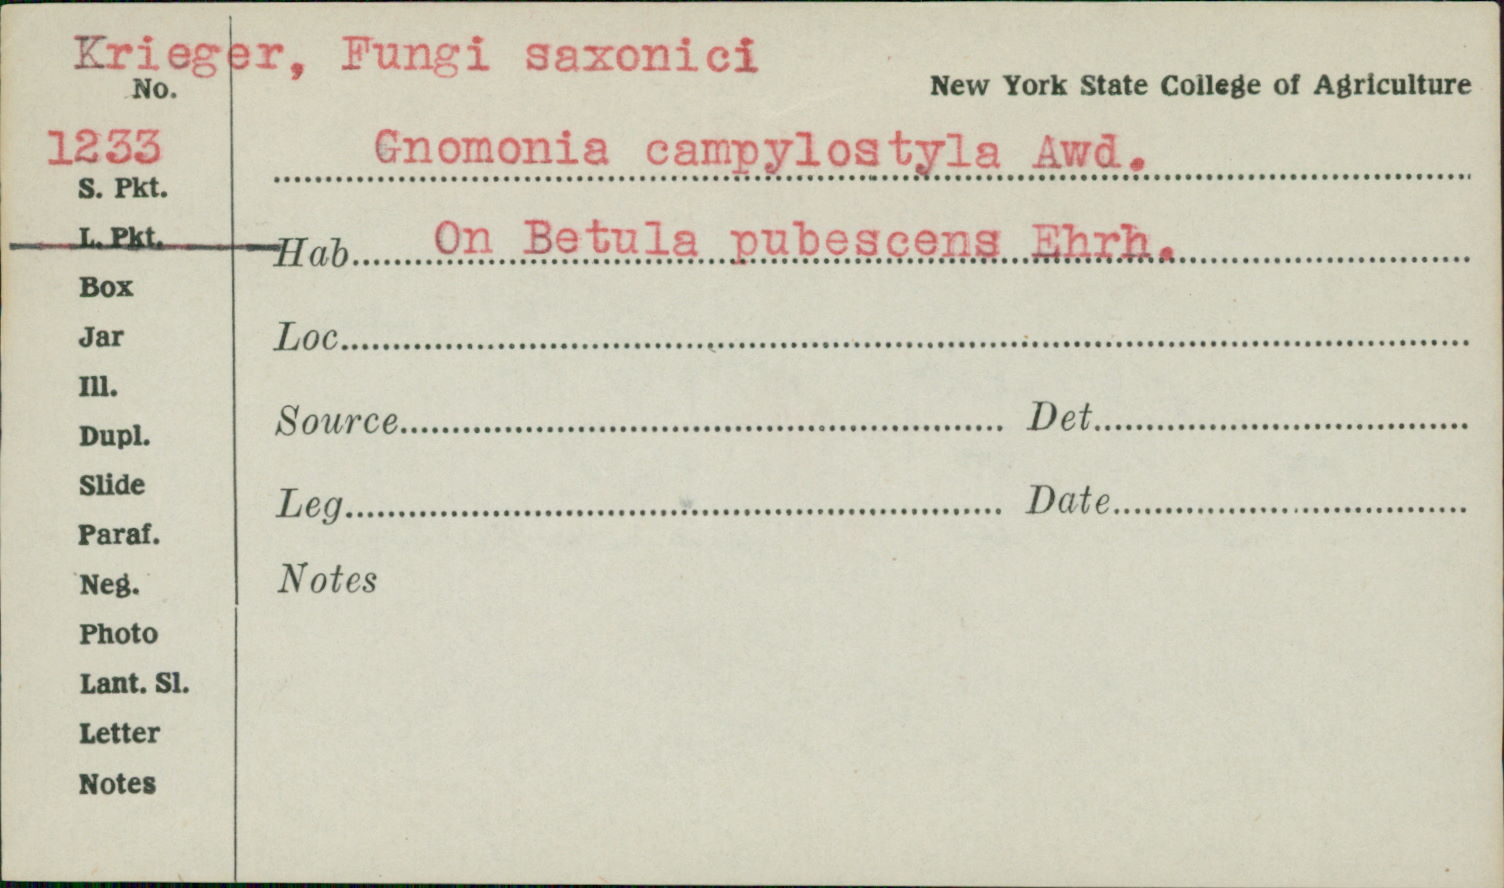 Krieger, Fungi saxonici
No.
New York State College of Agriculture
1233
Gnomonia campylostyla Awd.
S. Pkt.
L. Pkt.
Hab. On Betula pubescens Ehrh.
Box
Loc.
Jar
Ill.
Source Det.
Dupl.
Slide
Leg. Date
Paraf.
Neg.
Notes
Photo
Lant. Sl.
Letter
Notes